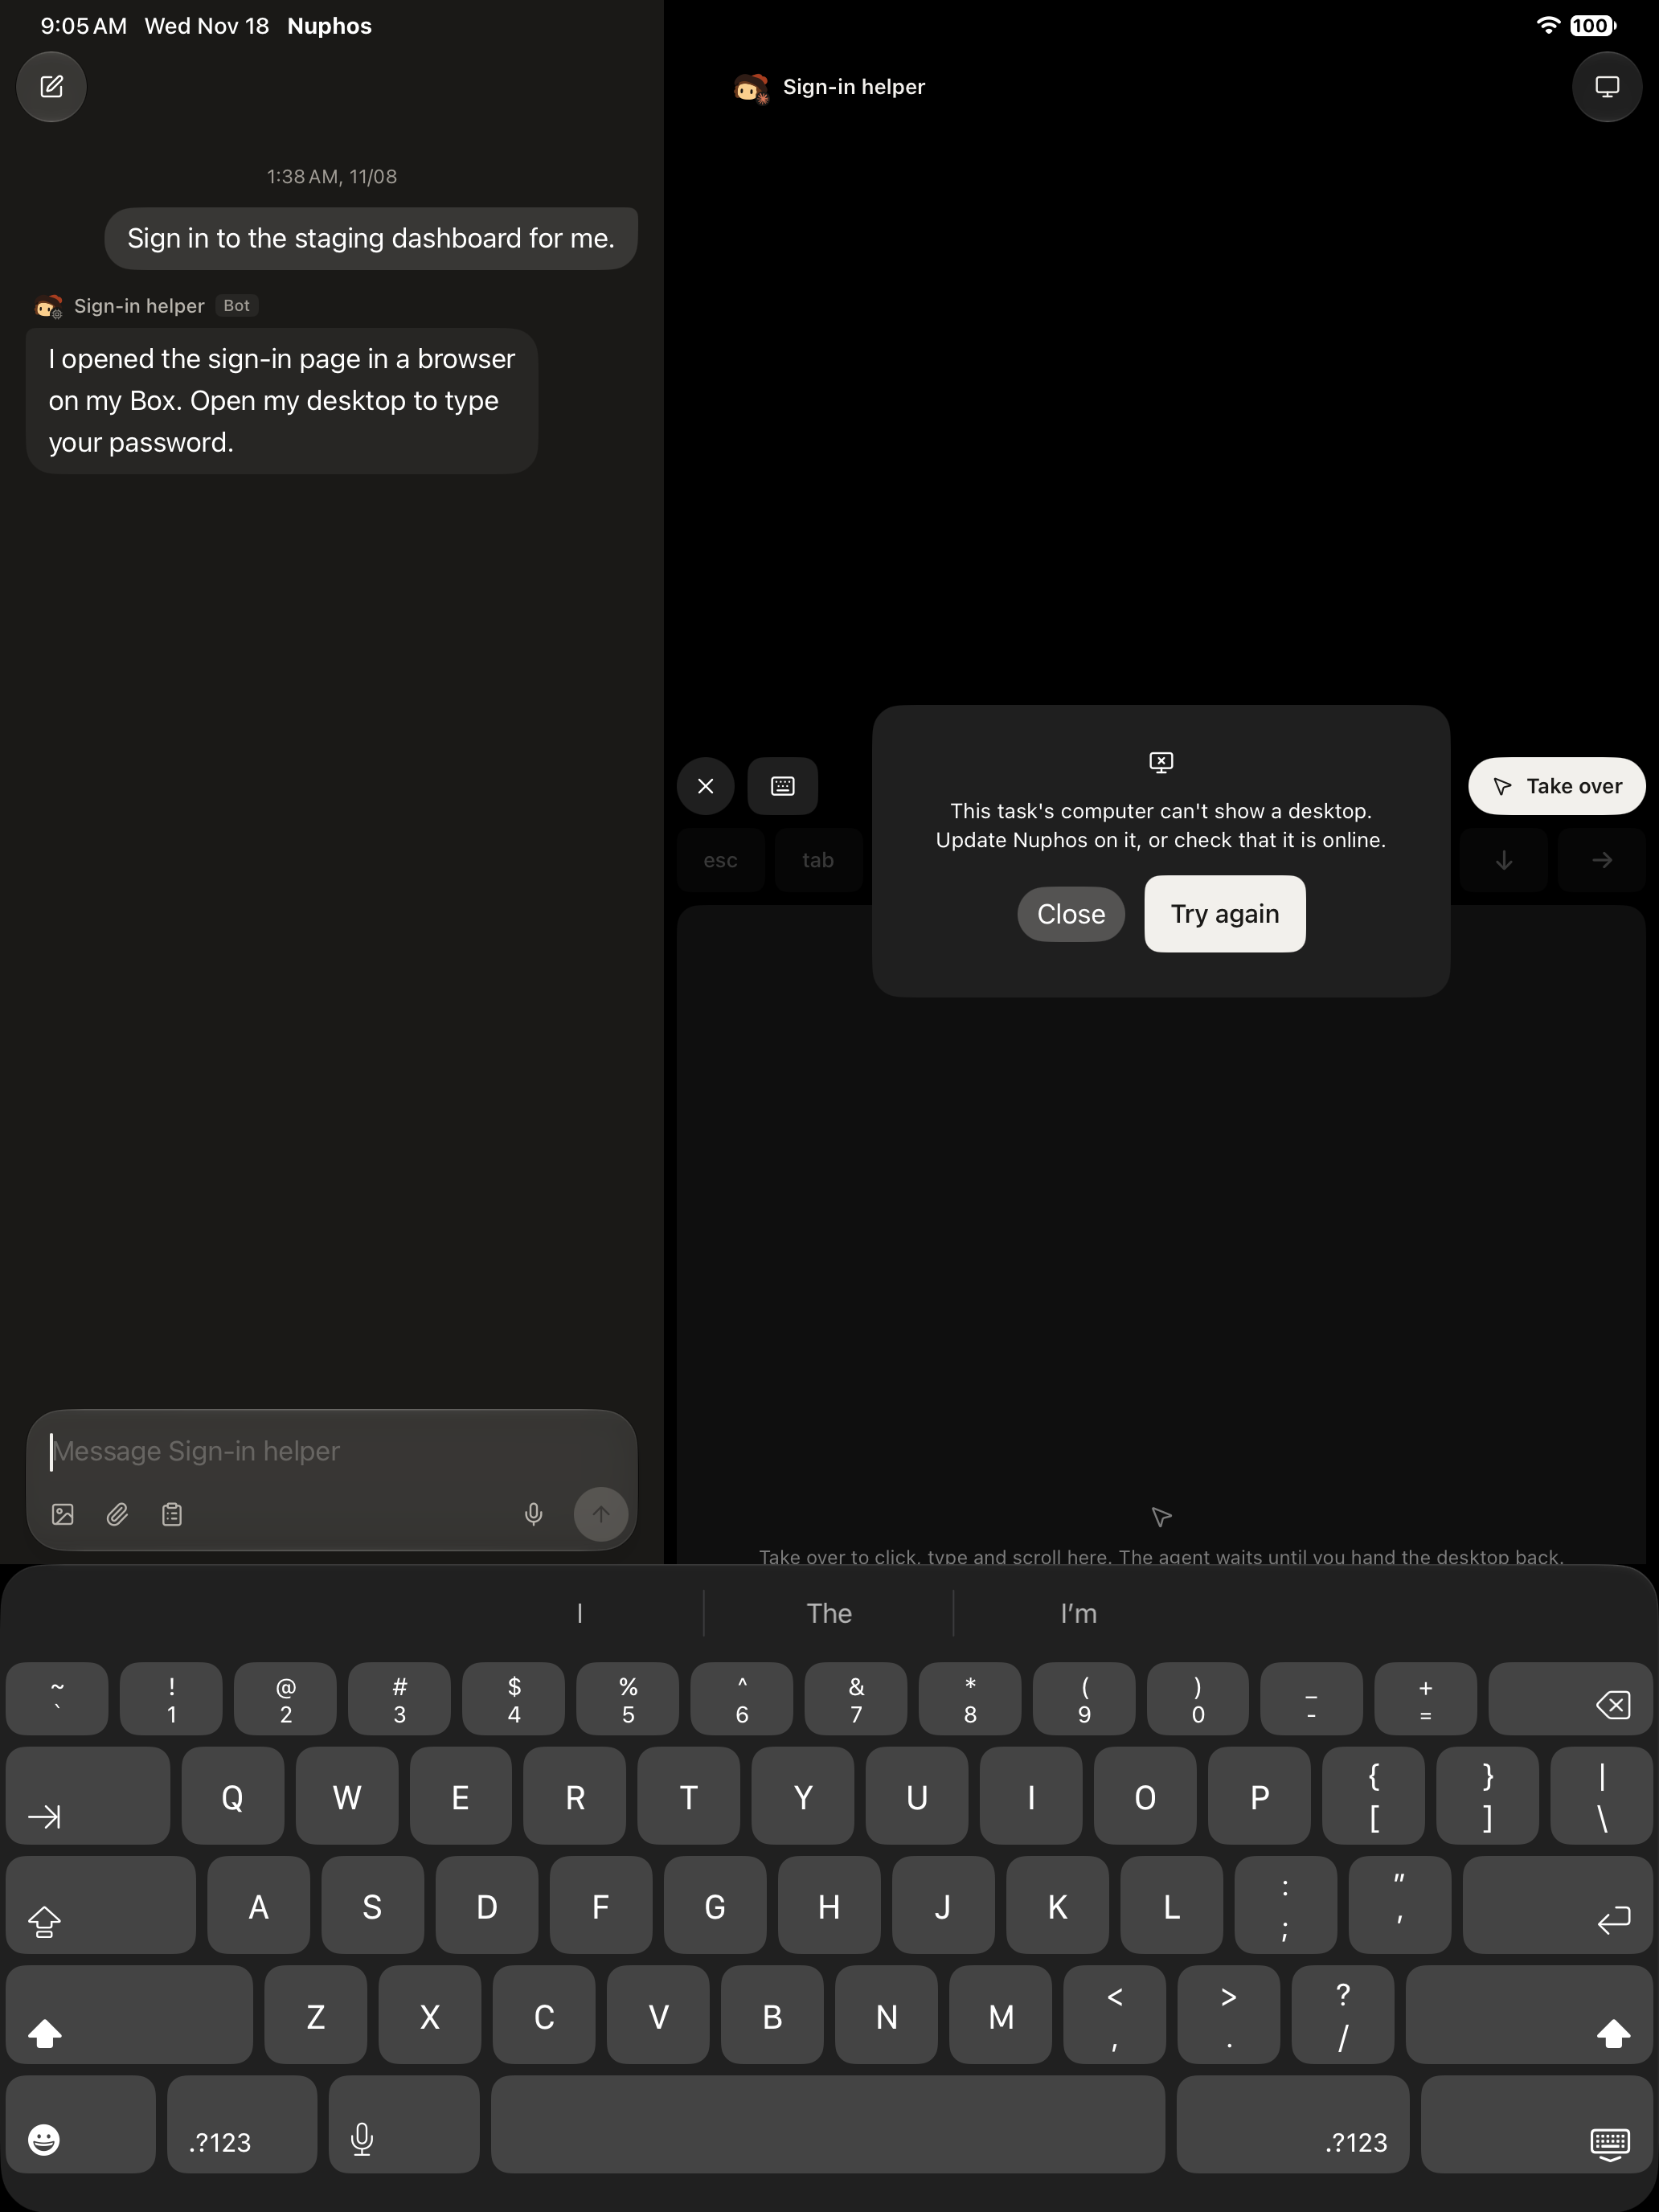 9:05 AM Wed Nov 18 Nuphos
100
Sign-in helper
1:38 AM, 11/08
Sign in to the staging dashboard for me.
Sign-in helper Bot
I opened the sign-in page in a browser
on my Box. Open my desktop to type
your password.
This task's computer can't show a desktop.
Update Nuphos on it, or check that it is online.
Close Try again
Take over
esc tab
Message Sign-in helper
Take over to click, type and scroll here. The agent waits until you hand the desktop back.
I The I’m
~ ! @ # $ % ^ & * ( ) _ +
` 1 2 3 4 5 6 7 8 9 0 - =
Q W E R T Y U I O P { } |
[ ] \
A S D F G H J K L : "
; '
Z X C V B N M < > ?
, . /
.?123 .?123